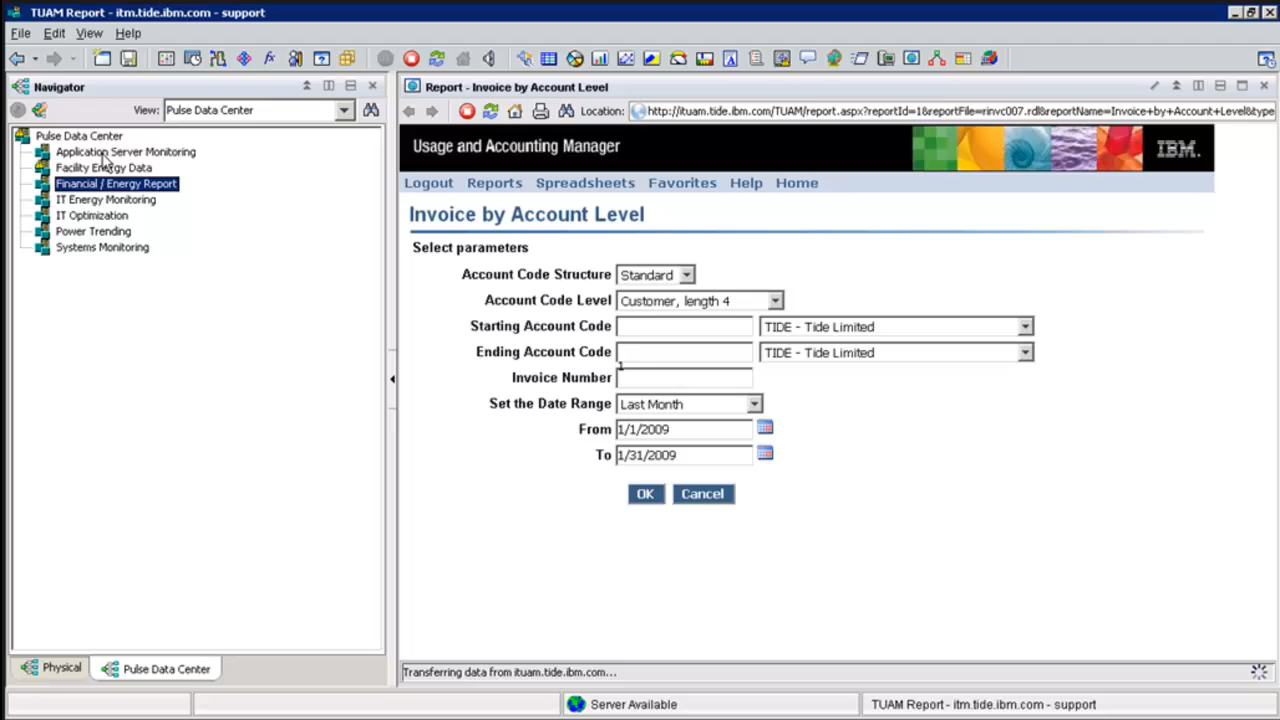 TUAM Report - itm.tide.ibm.com - support
File Edit View Help
Navigator
View: Pulse Data Center
Pulse Data Center
Application Server Monitoring
Facility Energy Data
Financial / Energy Report
IT Energy Monitoring
IT Optimization
Power Trending
Systems Monitoring
Physical
Pulse Data Center
Report - Invoice by Account Level
Location: http://ituam.tide.ibm.com/TUAM/report.aspx?reportId=1&reportFile=rinvc007.rdl&reportName=Invoice+by+Account+Level&type
Usage and Accounting Manager
IBM.
Logout Reports Spreadsheets Favorites Help Home
Invoice by Account Level
Select parameters
Account Code Structure Standard
Account Code Level Customer, length 4
Starting Account Code TIDE - Tide Limited
Ending Account Code TIDE - Tide Limited
Invoice Number 1
Set the Date Range Last Month
From 1/1/2009
To 1/31/2009
OK Cancel
Transferring data from ituam.tide.ibm.com...
Server Available
TUAM Report - itm.tide.ibm.com - support